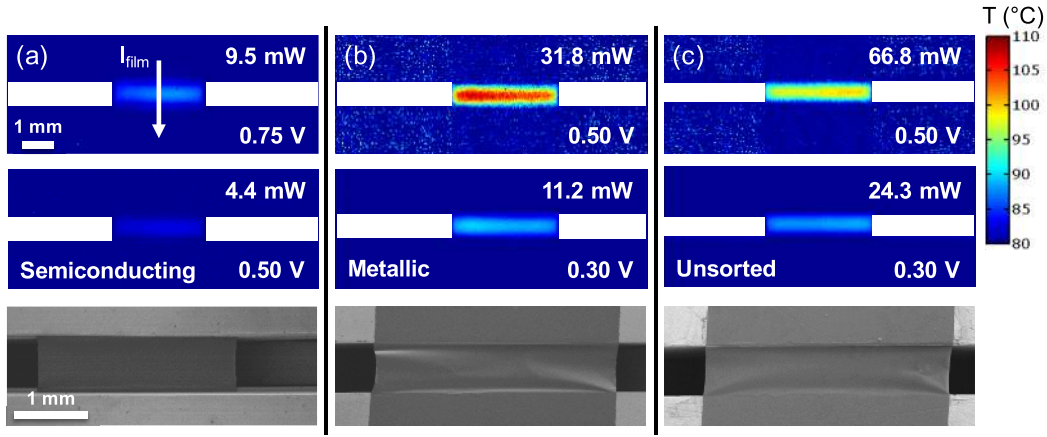 T (°C)
(a)
I_film
9.5 mW
1 mm
0.75 V
(b)
31.8 mW
0.50 V
(c)
66.8 mW
0.50 V
110
105
100
95
90
85
80
4.4 mW
Semiconducting
0.50 V
11.2 mW
Metallic
0.30 V
24.3 mW
Unsorted
0.30 V
1 mm